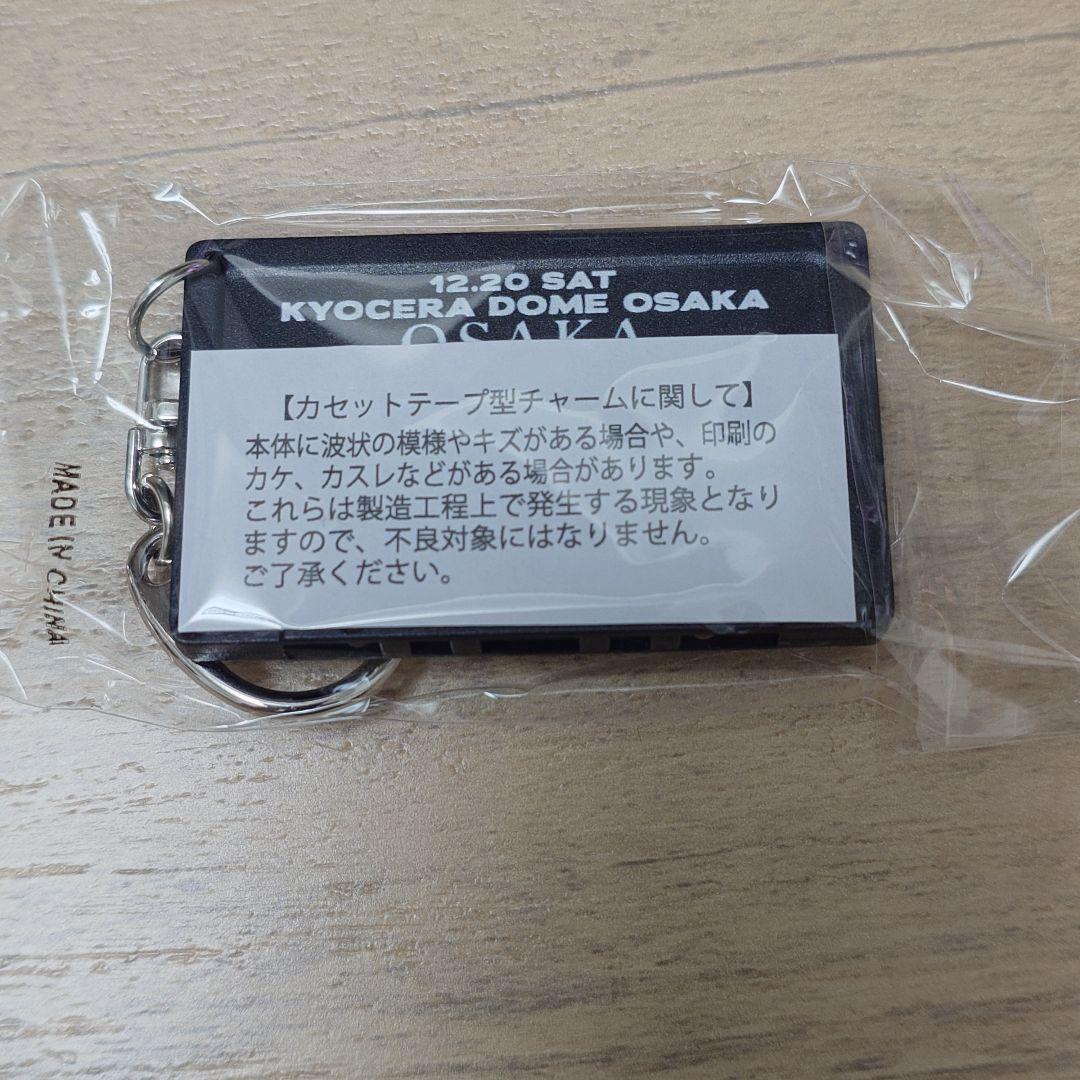 12.20 SAT
KYOCERA DOME OSAKA
OSAKA
【カセットテープ型チャームに関して】
本体に波状の模様やキズがある場合や、印刷の
カケ、カスレなどがある場合があります。
これらは製造工程上で発生する現象となり
ますので、不良対象にはなりません。
ご了承ください。
MADE IN CHINA